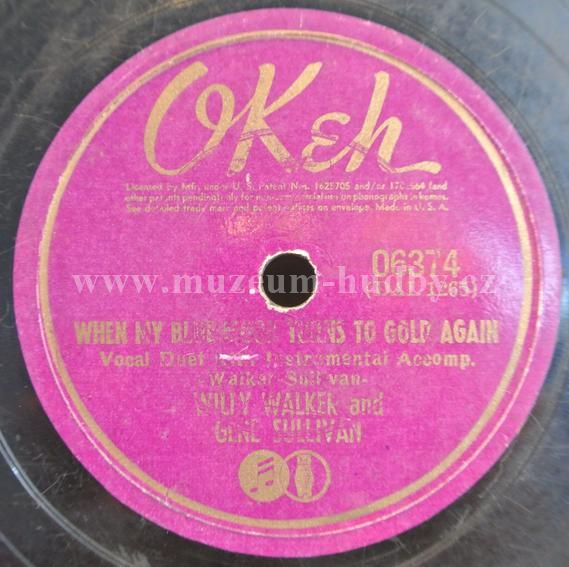 OKeh
Licensed by Mfr. under U. S. Patent Nos. 1625705 and/or 1702564 (and
other patents pending) only for non-commercial use on phonographs in homes.
See detailed trade mark and patent notices on envelope. Made in U. S. A.
06374
www.muzeum-hudby.cz
WHEN MY BLUE MOON TURNS TO GOLD AGAIN
Vocal Duet with Instrumental Accomp.
-Walker-Sullivan-
WILEY WALKER and
GENE SULLIVAN